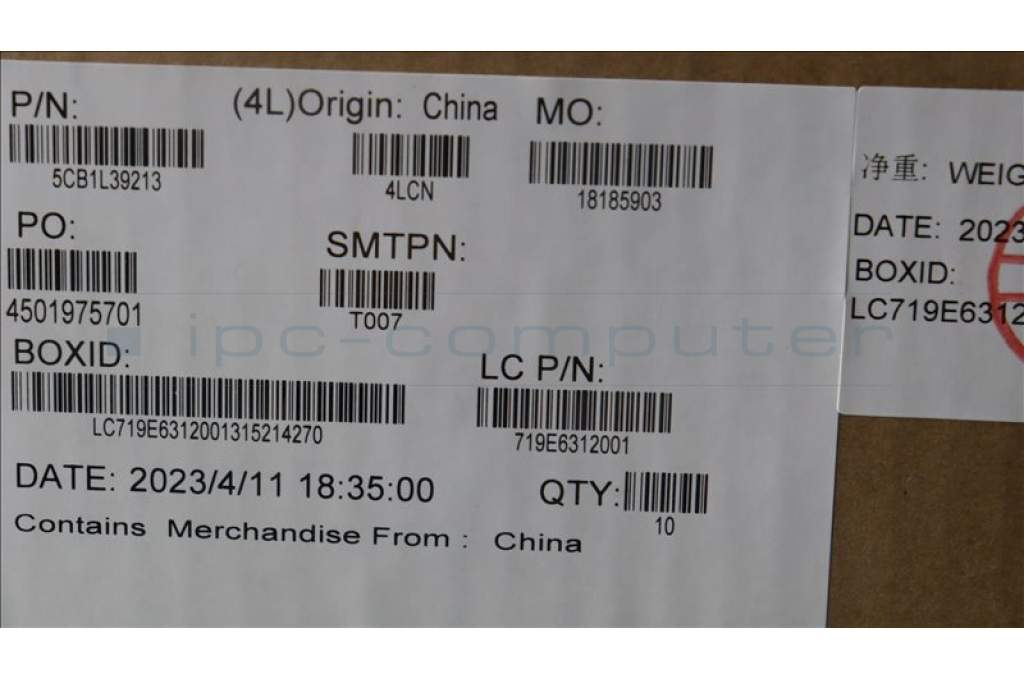 P/N:
5CB1L39213
(4L)Origin: China
4LCN
MO:
18185903
PO:
4501975701
SMTPN:
T007
BOXID:
LC719E6312001315214270
LC P/N:
719E6312001
DATE: 2023/4/11 18:35:00
QTY:
10
Contains Merchandise From : China
净重: WEIG
DATE: 2023
BOXID:
LC719E6312
ipc-computer